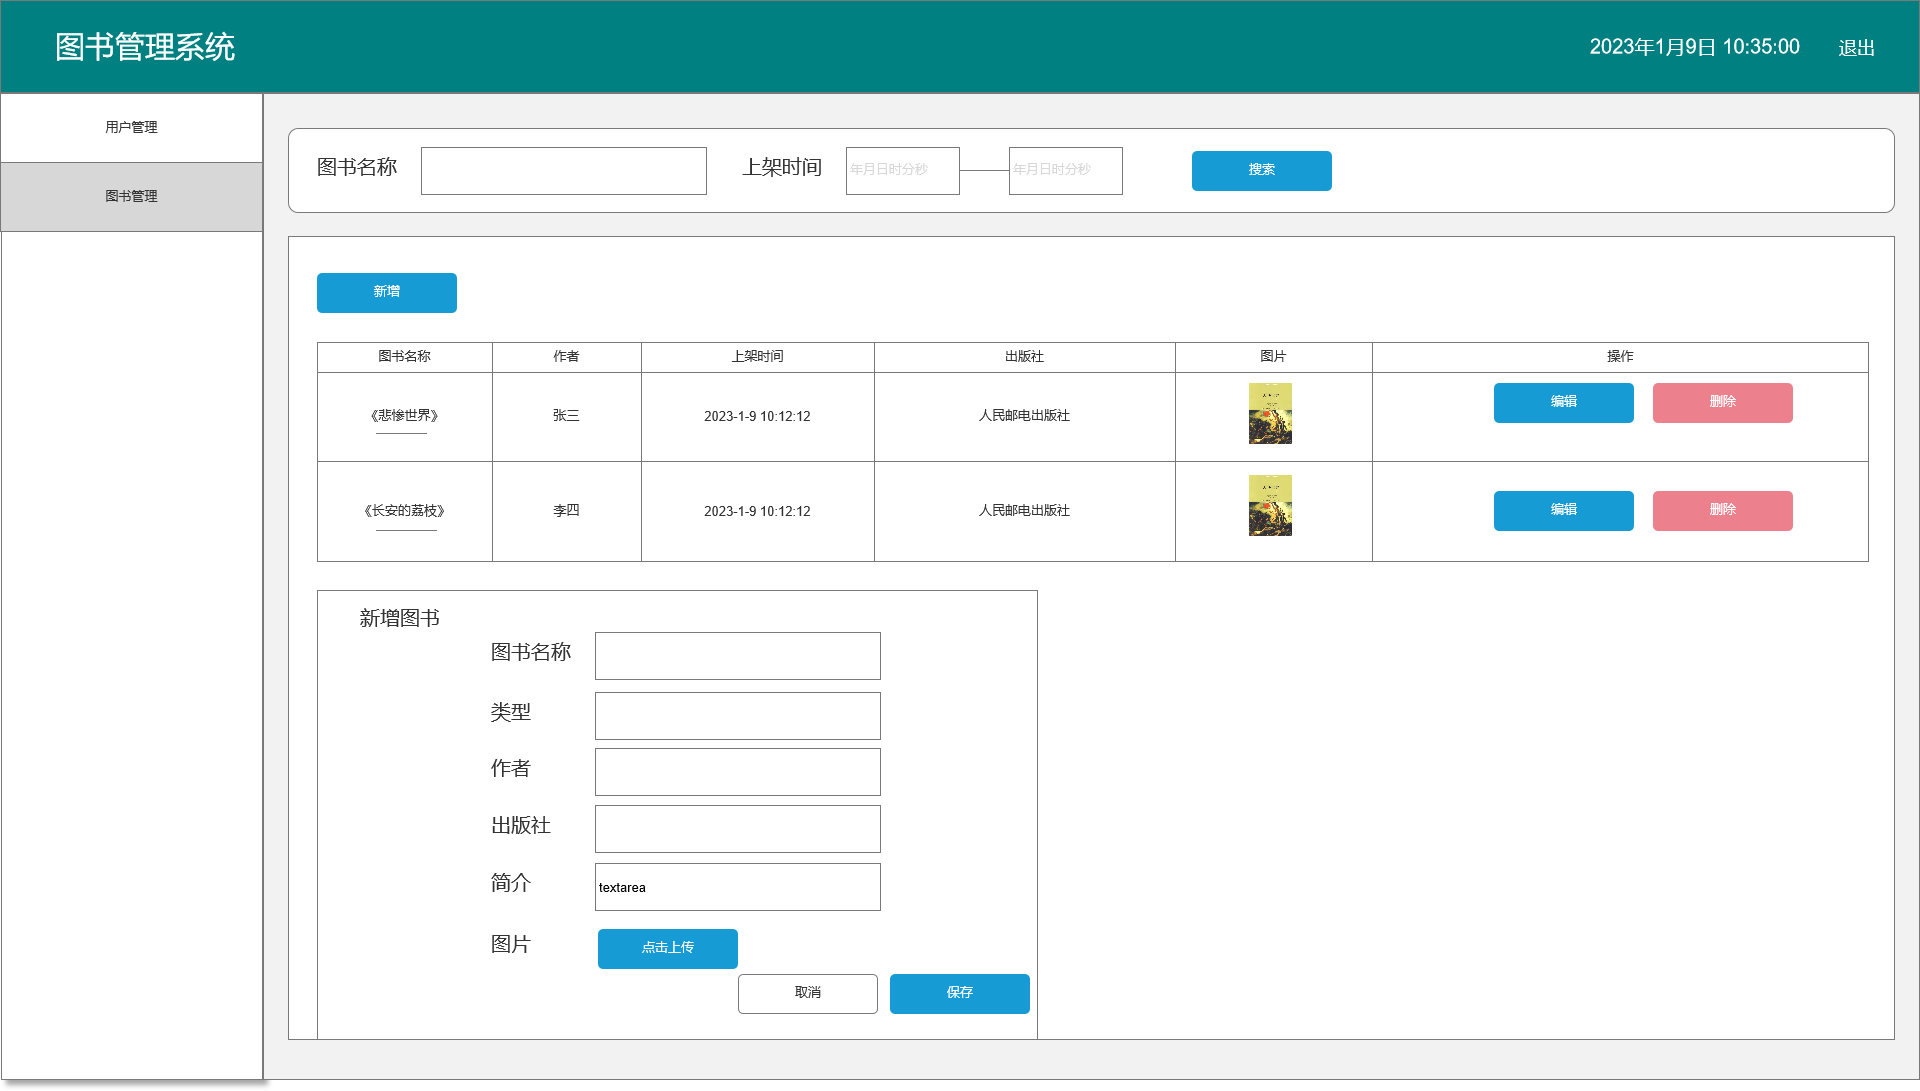 图书管理系统
2023年1月9日 10:35:00 退出
用户管理
图书管理
图书名称 上架时间 年月日时分秒 年月日时分秒 搜索
新增
图书名称 作者 上架时间 出版社 图片 操作
《悲惨世界》 张三 2023-1-9 10:12:12 人民邮电出版社 编辑 删除
《长安的荔枝》 李四 2023-1-9 10:12:12 人民邮电出版社 编辑 删除
新增图书
图书名称
类型
作者
出版社
简介 textarea
图片 点击上传
取消 保存